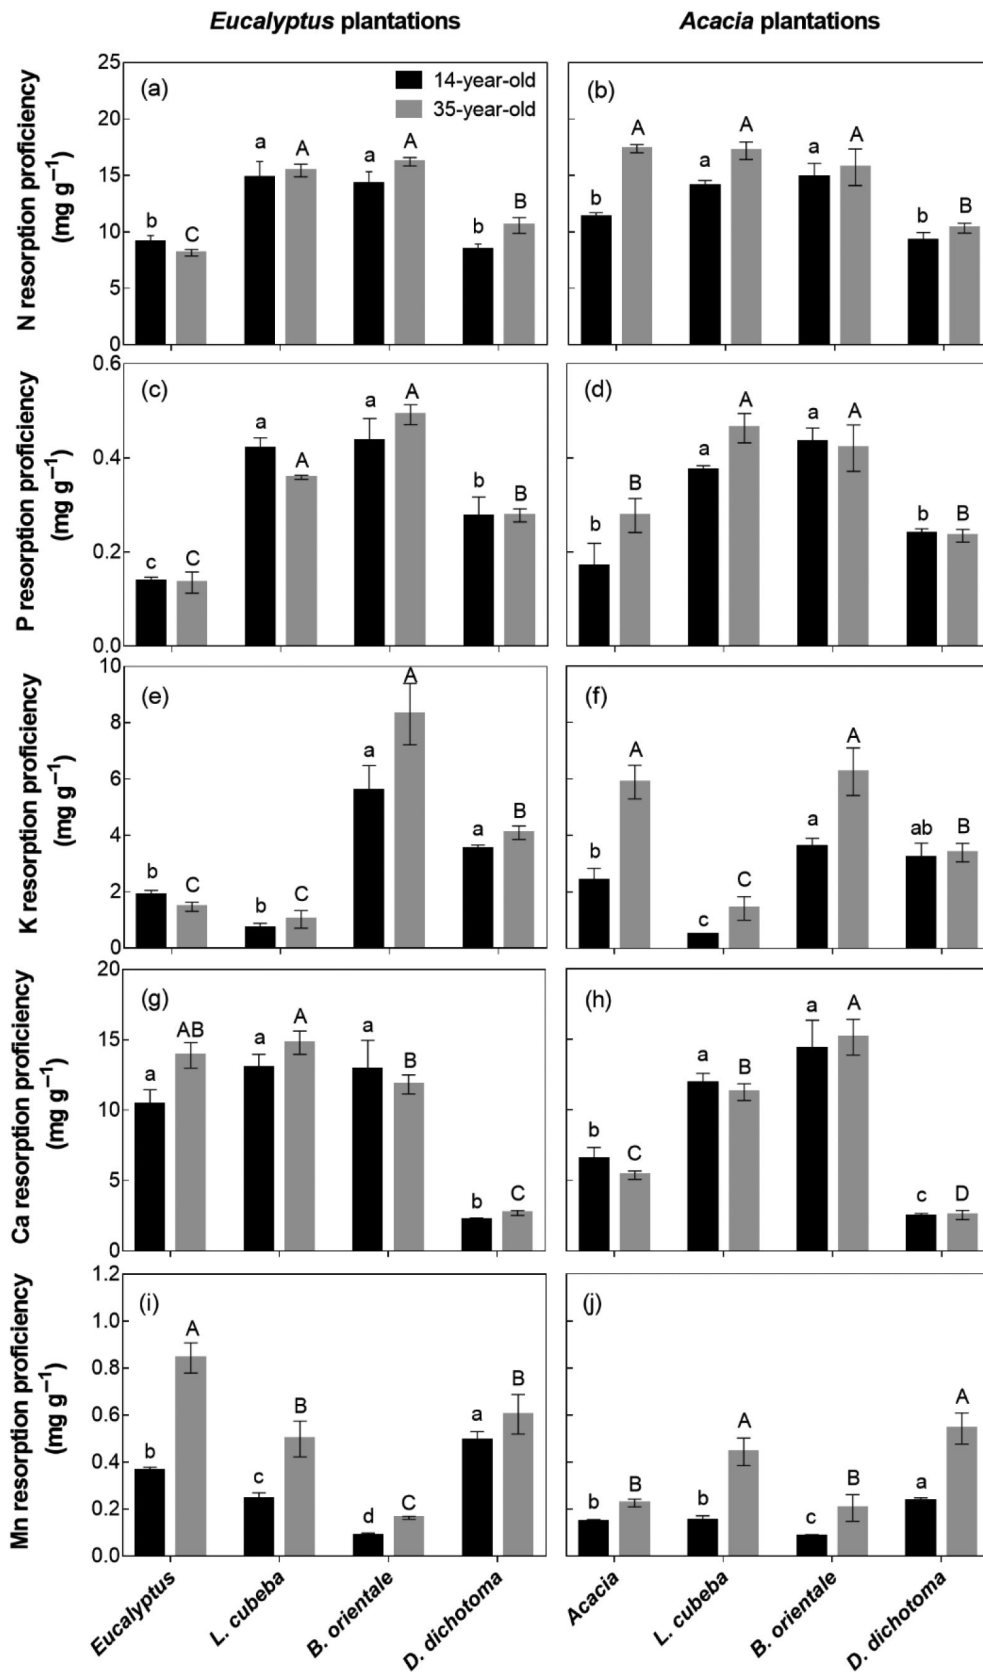 Eucalyptus plantations
Acacia plantations
N resorption proficiency
(mg g⁻¹)
25
20
15
10
5
0
(a)
14-year-old
35-year-old
b
C
a
A
a
A
b
B
(b)
b
A
a
A
a
A
b
B
P resorption proficiency
(mg g⁻¹)
0.6
0.4
0.2
0.0
(c)
c
C
a
A
a
A
b
B
(d)
b
B
a
A
a
A
b
B
K resorption proficiency
(mg g⁻¹)
10
8
6
4
2
0
(e)
b
C
b
C
a
A
a
B
(f)
b
A
c
C
a
A
ab
B
Ca resorption proficiency
(mg g⁻¹)
20
15
10
5
0
(g)
a
AB
a
A
a
B
b
C
(h)
b
C
a
B
a
A
c
D
Mn resorption proficiency
(mg g⁻¹)
1.2
1.0
0.8
0.6
0.4
0.2
0.0
(i)
b
A
c
B
d
C
a
B
(j)
b
B
b
A
c
B
a
A
Eucalyptus
L. cubeba
B. orientale
D. dichotoma
Acacia
L. cubeba
B. orientale
D. dichotoma